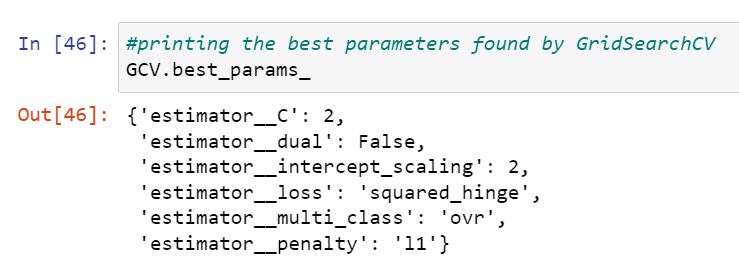 In [46]: #printing the best parameters found by GridSearchCV
GCV.best_params_
Out[46]: {'estimator__C': 2,
'estimator__dual': False,
'estimator__intercept_scaling': 2,
'estimator__loss': 'squared_hinge',
'estimator__multi_class': 'ovr',
'estimator__penalty': 'l1'}